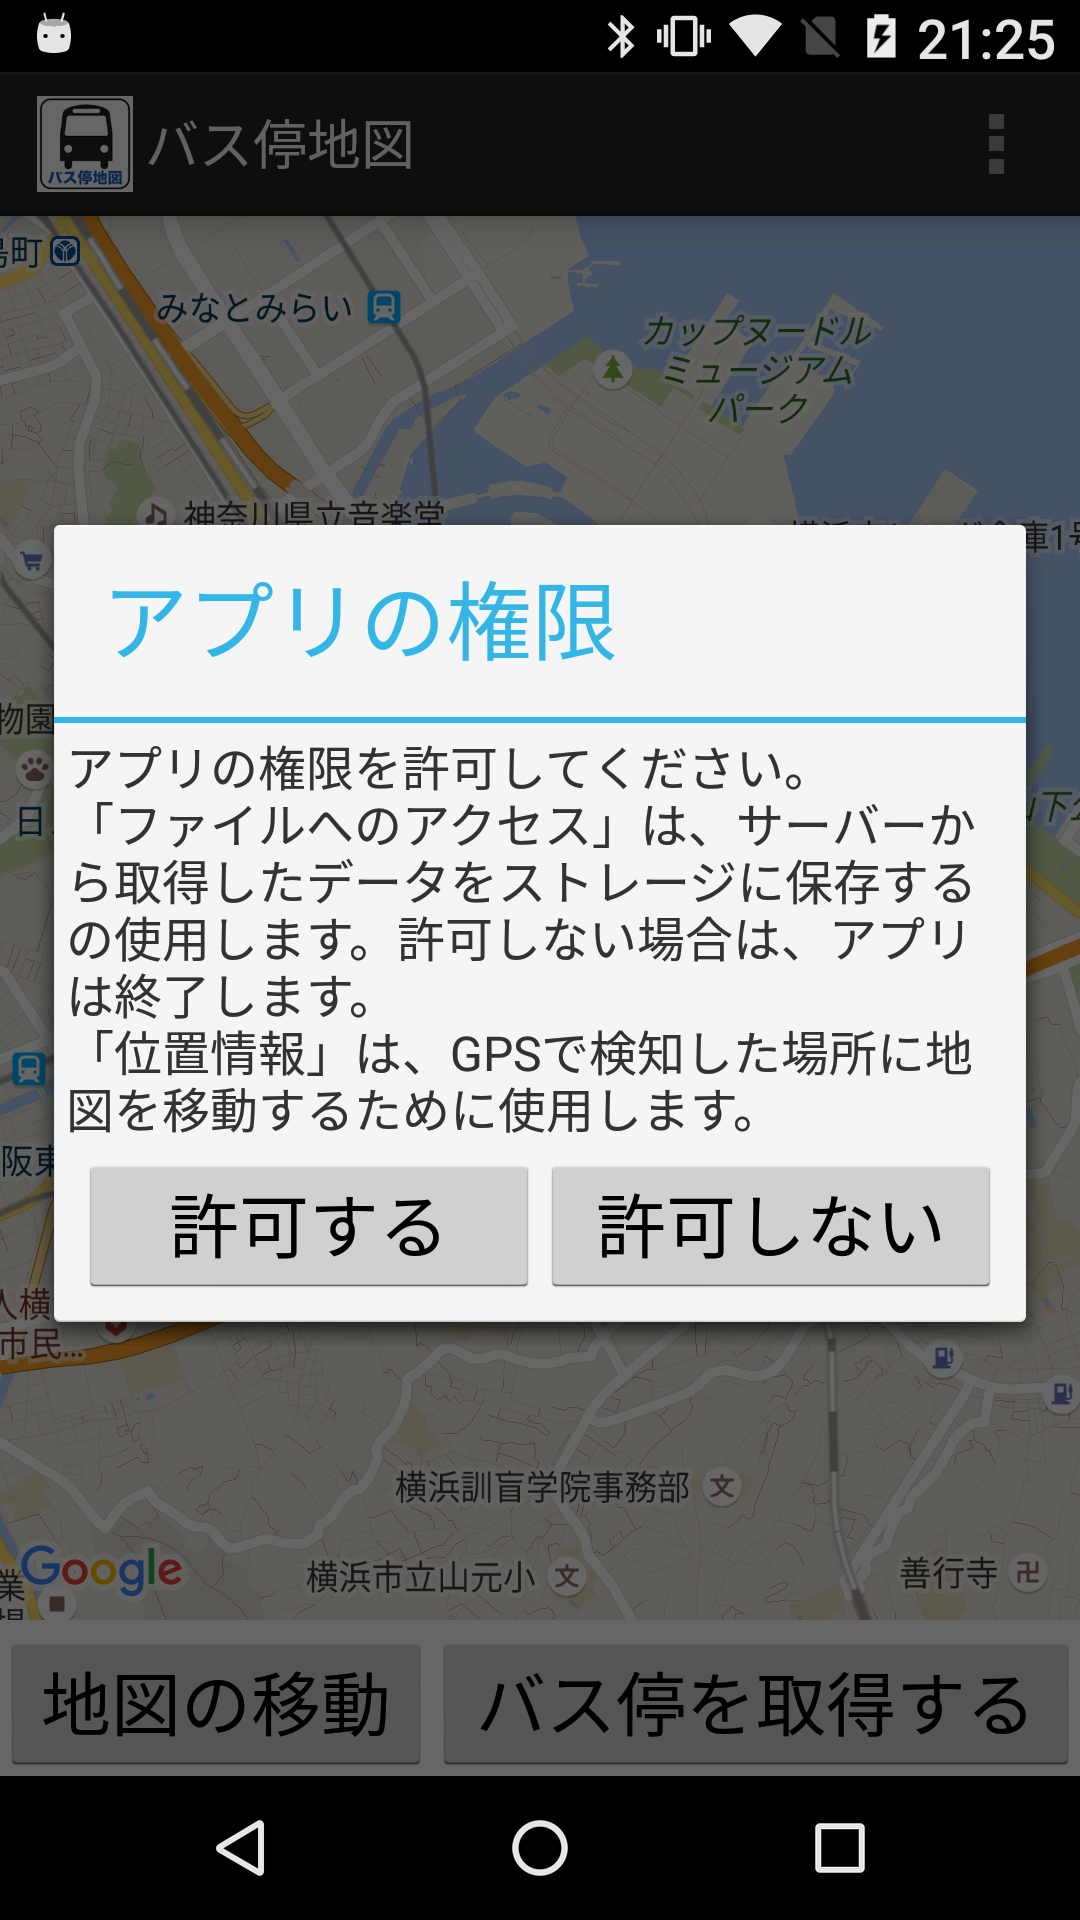 21:25
バス停地図
バス停地図
みなとみらい
カップヌードル
ミュージアム
パーク
神奈川県立音楽堂
アプリの権限
物園
アプリの権限を許可してください。
「ファイルへのアクセス」は、サーバーか
ら取得したデータをストレージに保存する
の使用します。許可しない場合は、アプリ
は終了します。
「位置情報」は、GPSで検知した場所に地
図を移動するために使用します。
許可する
許可しない
人横
市民...
横浜訓盲学院事務部
文
Google
横浜市立山元小
文
善行寺
卍
地図の移動
バス停を取得する